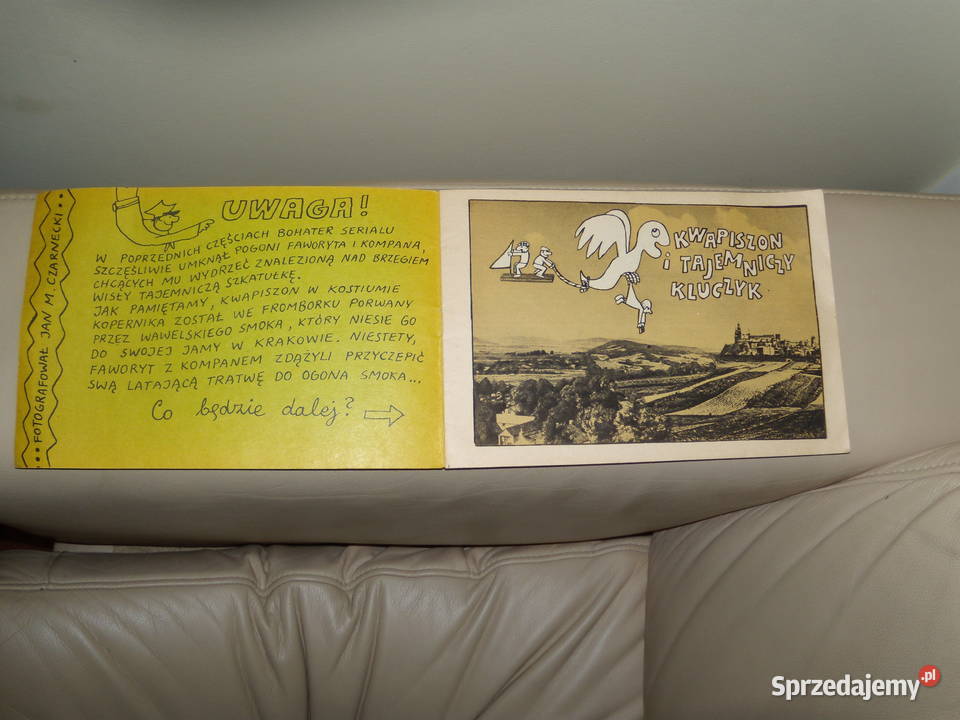 FOTOGRAFOWAŁ JAN M. CZARNECKI
UWAGA!
W POPRZEDNICH CZĘŚCIACH BOHATER SERIALU
SZCZĘŚLIWIE UMKNĄŁ POGONI FAWORYTA I KOMPANA,
CHCĄCYCH MU WYDRZEĆ ZNALEZIONĄ NAD BRZEGIEM
WISŁY TAJEMNICZĄ SZKATUŁKĘ.
JAK PAMIĘTAMY, KWAPISZON W KOSTIUMIE
KOPERNIKA ZOSTAŁ WE FROMBORKU PORWANY
PRZEZ WAWELSKIEGO SMOKA, KTÓRY NIESIE GO
DO SWOJEJ JAMY W KRAKOWIE. NIESTETY,
FAWORYT Z KOMPANEM ZDĄŻYLI PRZYCZEPIĆ
SWĄ LATAJĄCĄ TRATWĘ DO OGONA SMOKA...
Co będzie dalej?
KWAPISZON
i TAJEMNICZY
KLUCZYK
Sprzedajemy.pl